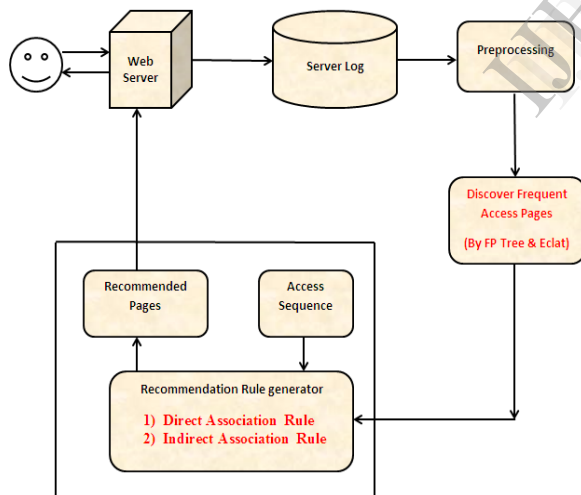 Web
Server
Server Log
Preprocessing
Discover Frequent
Access Pages
(By FP Tree & Eclat)
Recommended
Pages
Access
Sequence
Recommendation Rule generator
1) Direct Association Rule
2) Indirect Association Rule